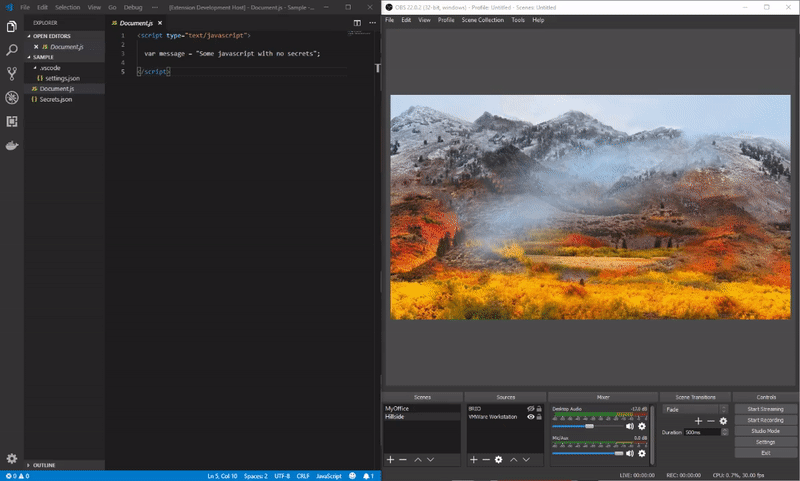 File Edit Selection View Go Debug ··· [Extension Development Host] - Document.js - Sample - ...
EXPLORER
OPEN EDITORS
JS Document.js
SAMPLE
.vscode
{} settings.json
JS Document.js
{} Secrets.json
OUTLINE
JS Document.js
1 <script type="text/javascript">
2
3 var message = "Some javascript with no secrets";
4
5 </script>
0 0 Ln 5, Col 10 Spaces: 2 UTF-8 CRLF JavaScript 1
OBS 22.0.2 (32-bit, windows) - Profile: Untitled - Scenes: Untitled
File Edit View Profile Scene Collection Tools Help
Scenes
MyOffice
Hillside
Sources
BRIO
VMWare Workstation
Mixer
Desktop Audio -13.0 dB
Mic/Aux 0.0 dB
Scene Transitions
Fade
Duration 500ms
Controls
Start Streaming
Start Recording
Studio Mode
Settings
Exit
LIVE: 00:00:00 REC: 00:00:00 CPU: 0.7%, 30.00 fps